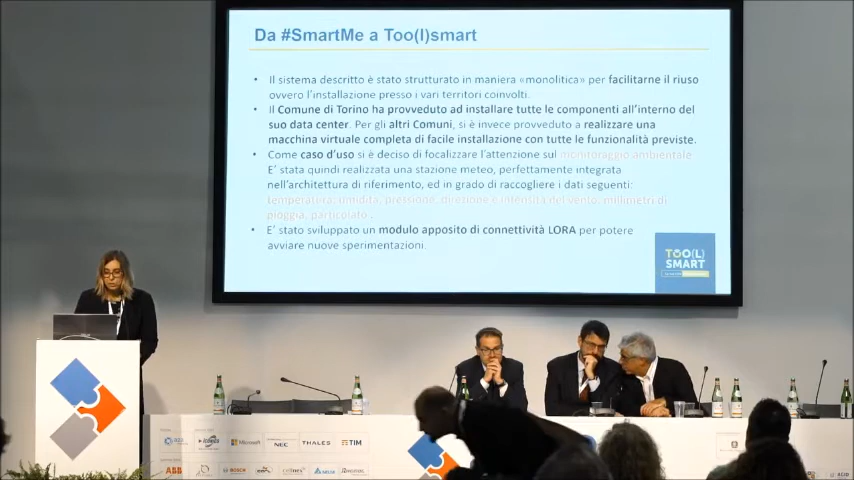 Da #SmartMe a Too(l)smart
• Il sistema descritto è stato strutturato in maniera «monolitica» per facilitarne il riuso
ovvero l'installazione presso i vari territori coinvolti.
• Il Comune di Torino ha provveduto ad installare tutte le componenti all'interno del
suo data center. Per gli altri Comuni, si è invece provveduto a realizzare una
macchina virtuale completa di facile installazione con tutte le funzionalità previste.
• Come caso d'uso si è deciso di focalizzare l'attenzione sul monitoraggio ambientale
E' stata quindi realizzata una stazione meteo, perfettamente integrata
nell'architettura di riferimento, ed in grado di raccogliere i dati seguenti:
temperatura, umidità, pressione, direzione e intensità del vento, millimetri di
pioggia, particolato.
• E' stato sviluppato un modulo apposito di connettività LORA per potere
avviare nuove sperimentazioni.
TOO(L)
SMART
a2a Microsoft NEC THALES TIM
ABB BOSCH SELTA